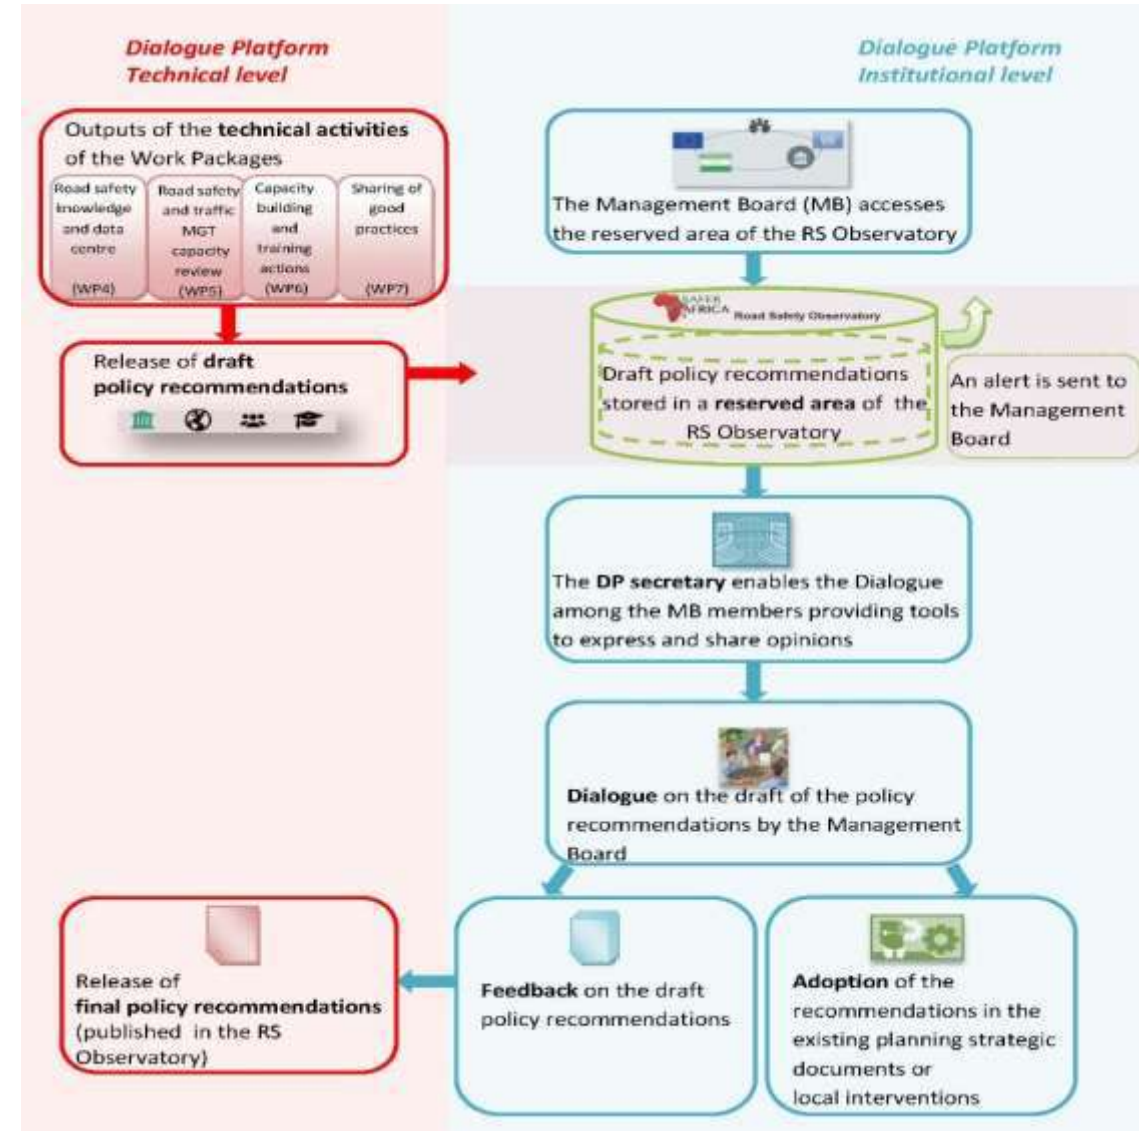 Dialogue Platform
Technical level
Dialogue Platform
Institutional level
Outputs of the technical activities
of the Work Packages
Road safety
knowledge
and data
centre
(WP4)
Road safety
and traffic
MGT
capacity
review
(WP5)
Capacity
building
and
training
actions
(WP6)
Sharing of
good
practices
(WP7)
The Management Board (MB) accesses
the reserved area of the RS Observatory
Release of draft
policy recommendations
SAFER
AFRICA Road Safety Observatory
Draft policy recommendations
stored in a reserved area of the
RS Observatory
An alert is sent to
the Management
Board
The DP secretary enables the Dialogue
among the MB members providing tools
to express and share opinions
Dialogue on the draft of the policy
recommendations by the Management
Board
Release of
final policy recommendations
(published in the RS
Observatory)
Feedback on the draft
policy recommendations
Adoption of the
recommendations in the
existing planning strategic
documents or
local interventions